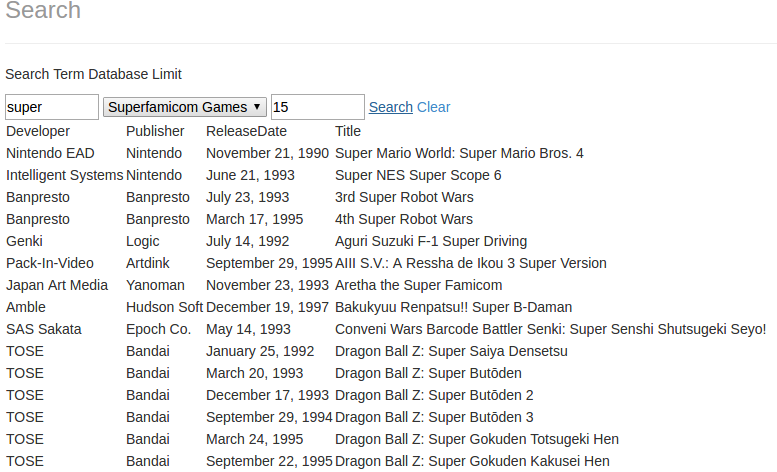 Search
Search Term Database Limit
super Superfamicom Games 15 Search Clear
Developer Publisher ReleaseDate Title
Nintendo EAD Nintendo November 21, 1990 Super Mario World: Super Mario Bros. 4
Intelligent Systems Nintendo June 21, 1993 Super NES Super Scope 6
Banpresto Banpresto July 23, 1993 3rd Super Robot Wars
Banpresto Banpresto March 17, 1995 4th Super Robot Wars
Genki Logic July 14, 1992 Aguri Suzuki F-1 Super Driving
Pack-In-Video Artdink September 29, 1995 AIII S.V.: A Ressha de Ikou 3 Super Version
Japan Art Media Yanoman November 23, 1993 Aretha the Super Famicom
Amble Hudson Soft December 19, 1997 Bakukyuu Renpatsu!! Super B-Daman
SAS Sakata Epoch Co. May 14, 1993 Conveni Wars Barcode Battler Senki: Super Senshi Shutsugeki Seyo!
TOSE Bandai January 25, 1992 Dragon Ball Z: Super Saiya Densetsu
TOSE Bandai March 20, 1993 Dragon Ball Z: Super Butōden
TOSE Bandai December 17, 1993 Dragon Ball Z: Super Butōden 2
TOSE Bandai September 29, 1994 Dragon Ball Z: Super Butōden 3
TOSE Bandai March 24, 1995 Dragon Ball Z: Super Gokuden Totsugeki Hen
TOSE Bandai September 22, 1995 Dragon Ball Z: Super Gokuden Kakusei Hen